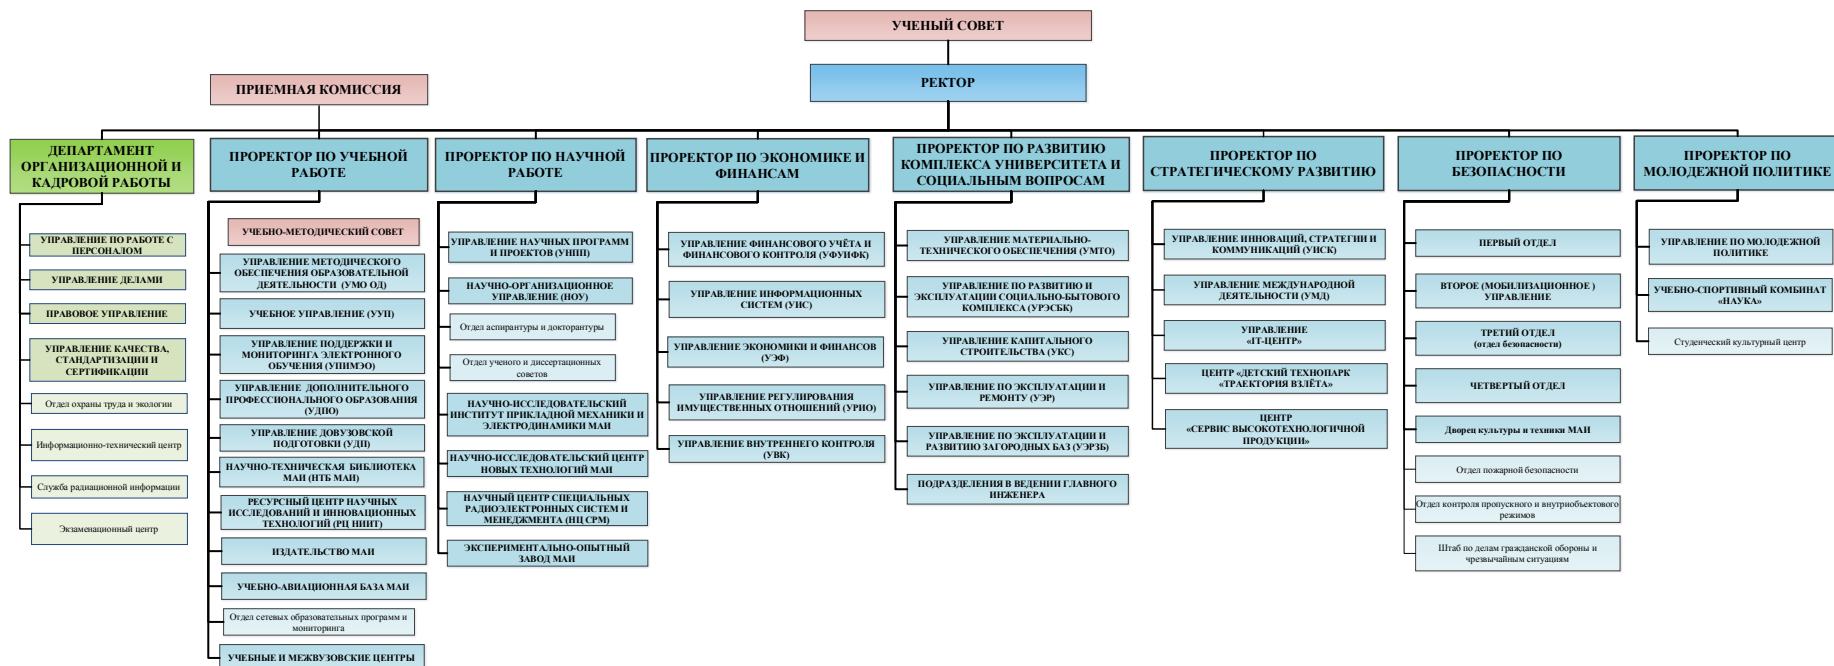 УЧЕНЫЙ СОВЕТ
РЕКТОР
ПРИЕМНАЯ КОМИССИЯ
ДЕПАРТАМЕНТ
ОРГАНИЗАЦИОННОЙ И
КАДРОВОЙ РАБОТЫ
УПРАВЛЕНИЕ ПО РАБОТЕ С
ПЕРСОНАЛОМ
УПРАВЛЕНИЕ ДЕЛАМИ
ПРАВОВОЕ УПРАВЛЕНИЕ
УПРАВЛЕНИЕ КАЧЕСТВА,
СТАНДАРТИЗАЦИИ И
СЕРТИФИКАЦИИ
Отдел охраны труда и экологии
Информационно-технический центр
Служба радиационной информации
Экзаменационный центр
ПРОРЕКТОР ПО УЧЕБНОЙ
РАБОТЕ
УЧЕБНО-МЕТОДИЧЕСКИЙ СОВЕТ
УПРАВЛЕНИЕ МЕТОДИЧЕСКОГО
ОБЕСПЕЧЕНИЯ ОБРАЗОВАТЕЛЬНОЙ
ДЕЯТЕЛЬНОСТИ (УМО ОД)
УЧЕБНОЕ УПРАВЛЕНИЕ (УУП)
УПРАВЛЕНИЕ ПОДДЕРЖКИ И
МОНИТОРИНГА ЭЛЕКТРОННОГО
ОБУЧЕНИЯ (УПИМЭО)
УПРАВЛЕНИЕ ДОПОЛНИТЕЛЬНОГО
ПРОФЕССИОНАЛЬНОГО ОБРАЗОВАНИЯ
(УДПО)
УПРАВЛЕНИЕ ДОВУЗОВСКОЙ
ПОДГОТОВКИ (УДП)
НАУЧНО-ТЕХНИЧЕСКАЯ БИБЛИОТЕКА
МАИ (НТБ МАИ)
РЕСУРСНЫЙ ЦЕНТР НАУЧНЫХ
ИССЛЕДОВАНИЙ И ИННОВАЦИОННЫХ
ТЕХНОЛОГИЙ (РЦ НИИТ)
ИЗДАТЕЛЬСТВО МАИ
УЧЕБНО-АВИАЦИОННАЯ БАЗА МАИ
Отдел сетевых образовательных программ и
мониторинга
УЧЕБНЫЕ И МЕЖВУЗОВСКИЕ ЦЕНТРЫ
ПРОРЕКТОР ПО НАУЧНОЙ
РАБОТЕ
УПРАВЛЕНИЕ НАУЧНЫХ ПРОГРАММ
И ПРОЕКТОВ (УНПП)
НАУЧНО-ОРГАНИЗАЦИОННОЕ
УПРАВЛЕНИЕ (НОУ)
Отдел аспирантуры и докторантуры
Отдел ученого и диссертационных
советов
НАУЧНО-ИССЛЕДОВАТЕЛЬСКИЙ
ИНСТИТУТ ПРИКЛАДНОЙ МЕХАНИКИ И
ЭЛЕКТРОДИНАМИКИ МАИ
НАУЧНО-ИССЛЕДОВАТЕЛЬСКИЙ ЦЕНТР
НОВЫХ ТЕХНОЛОГИЙ МАИ
НАУЧНЫЙ ЦЕНТР СПЕЦИАЛЬНЫХ
РАДИОЭЛЕКТРОННЫХ СИСТЕМ И
МЕНЕДЖМЕНТА (НЦ СРМ)
ЭКСПЕРИМЕНТАЛЬНО-ОПЫТНЫЙ
ЗАВОД МАИ
ПРОРЕКТОР ПО ЭКОНОМИКЕ И
ФИНАНСАМ
УПРАВЛЕНИЕ ФИНАНСОВОГО УЧЁТА И
ФИНАНСОВОГО КОНТРОЛЯ (УФУИФК)
УПРАВЛЕНИЕ ИНФОРМАЦИОННЫХ
СИСТЕМ (УИС)
УПРАВЛЕНИЕ ЭКОНОМИКИ И ФИНАНСОВ
(УЭФ)
УПРАВЛЕНИЕ РЕГУЛИРОВАНИЯ
ИМУЩЕСТВЕННЫХ ОТНОШЕНИЙ (УРИО)
УПРАВЛЕНИЕ ВНУТРЕННЕГО КОНТРОЛЯ
(УВК)
ПРОРЕКТОР ПО РАЗВИТИЮ
КОМПЛЕКСА УНИВЕРСИТЕТА И
СОЦИАЛЬНЫМ ВОПРОСАМ
УПРАВЛЕНИЕ МАТЕРИАЛЬНО-
ТЕХНИЧЕСКОГО ОБЕСПЕЧЕНИЯ (УМТО)
УПРАВЛЕНИЕ ПО РАЗВИТИЮ И
ЭКСПЛУАТАЦИИ СОЦИАЛЬНО-БЫТОВОГО
КОМПЛЕКСА (УРЭСБК)
УПРАВЛЕНИЕ КАПИТАЛЬНОГО
СТРОИТЕЛЬСТВА (УКС)
УПРАВЛЕНИЕ ПО ЭКСПЛУАТАЦИИ И
РЕМОНТУ (УЭР)
УПРАВЛЕНИЕ ПО ЭКСПЛУАТАЦИИ И
РАЗВИТИЮ ЗАГОРОДНЫХ БАЗ (УЭРЗБ)
ПОДРАЗДЕЛЕНИЯ В ВЕДЕНИИ ГЛАВНОГО
ИНЖЕНЕРА
ПРОРЕКТОР ПО
СТРАТЕГИЧЕСКОМУ РАЗВИТИЮ
УПРАВЛЕНИЕ ИННОВАЦИЙ, СТРАТЕГИИ И
КОММУНИКАЦИЙ (УИСК)
УПРАВЛЕНИЕ МЕЖДУНАРОДНОЙ
ДЕЯТЕЛЬНОСТИ (УМД)
УПРАВЛЕНИЕ
«IT-ЦЕНТР»
ЦЕНТР «ДЕТСКИЙ ТЕХНОПАРК
«ТРАЕКТОРИЯ ВЗЛЁТА»
ЦЕНТР
«СЕРВИС ВЫСОКОТЕХНОЛОГИЧНОЙ
ПРОДУКЦИИ»
ПРОРЕКТОР ПО
БЕЗОПАСНОСТИ
ПЕРВЫЙ ОТДЕЛ
ВТОРОЕ (МОБИЛИЗАЦИОННОЕ )
УПРАВЛЕНИЕ
ТРЕТИЙ ОТДЕЛ
(отдел безопасности)
ЧЕТВЕРТЫЙ ОТДЕЛ
Дворец культуры и техники МАИ
Отдел пожарной безопасности
Отдел контроля пропускного и внутриобъектового
режимов
Штаб по делам гражданской обороны и
чрезвычайным ситуациям
ПРОРЕКТОР ПО
МОЛОДЕЖНОЙ ПОЛИТИКЕ
УПРАВЛЕНИЕ ПО МОЛОДЕЖНОЙ
ПОЛИТИКЕ
УЧЕБНО-СПОРТИВНЫЙ КОМБИНАТ
«НАУКА»
Студенческий культурный центр